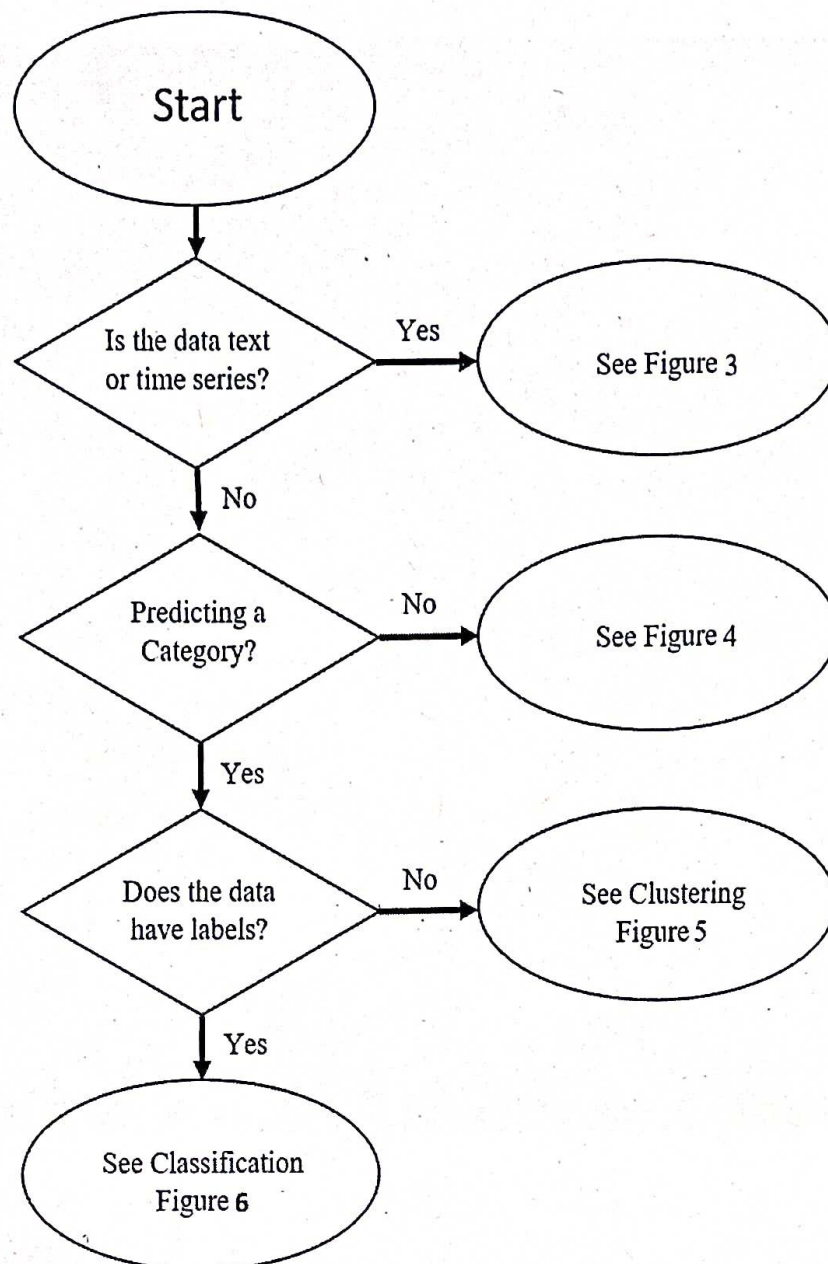 Start
Is the data text
or time series?
Yes
See Figure 3
No
Predicting a
Category?
No
See Figure 4
Yes
Does the data
have labels?
No
See Clustering
Figure 5
Yes
See Classification
Figure 6